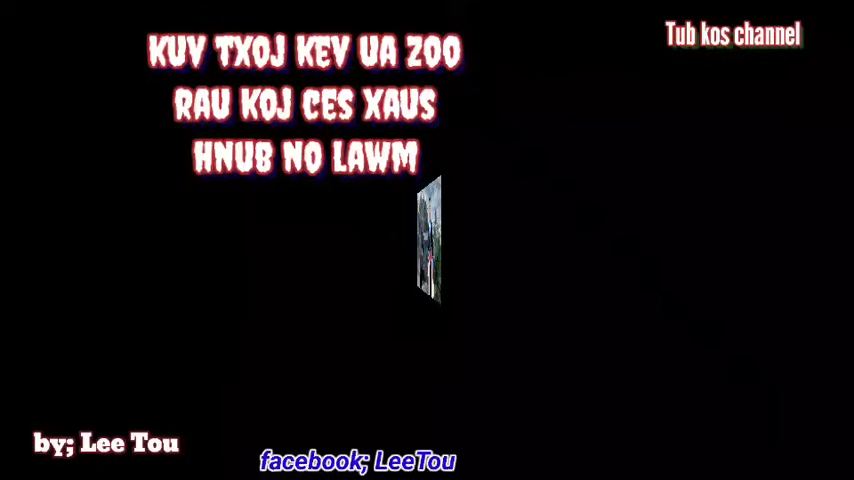 KUV TXOJ KEV UA ZOO
RAU KOJ CES XAUS
HNUB NO LAWM
Tub kos channel
by; Lee Tou
facebook; LeeTou